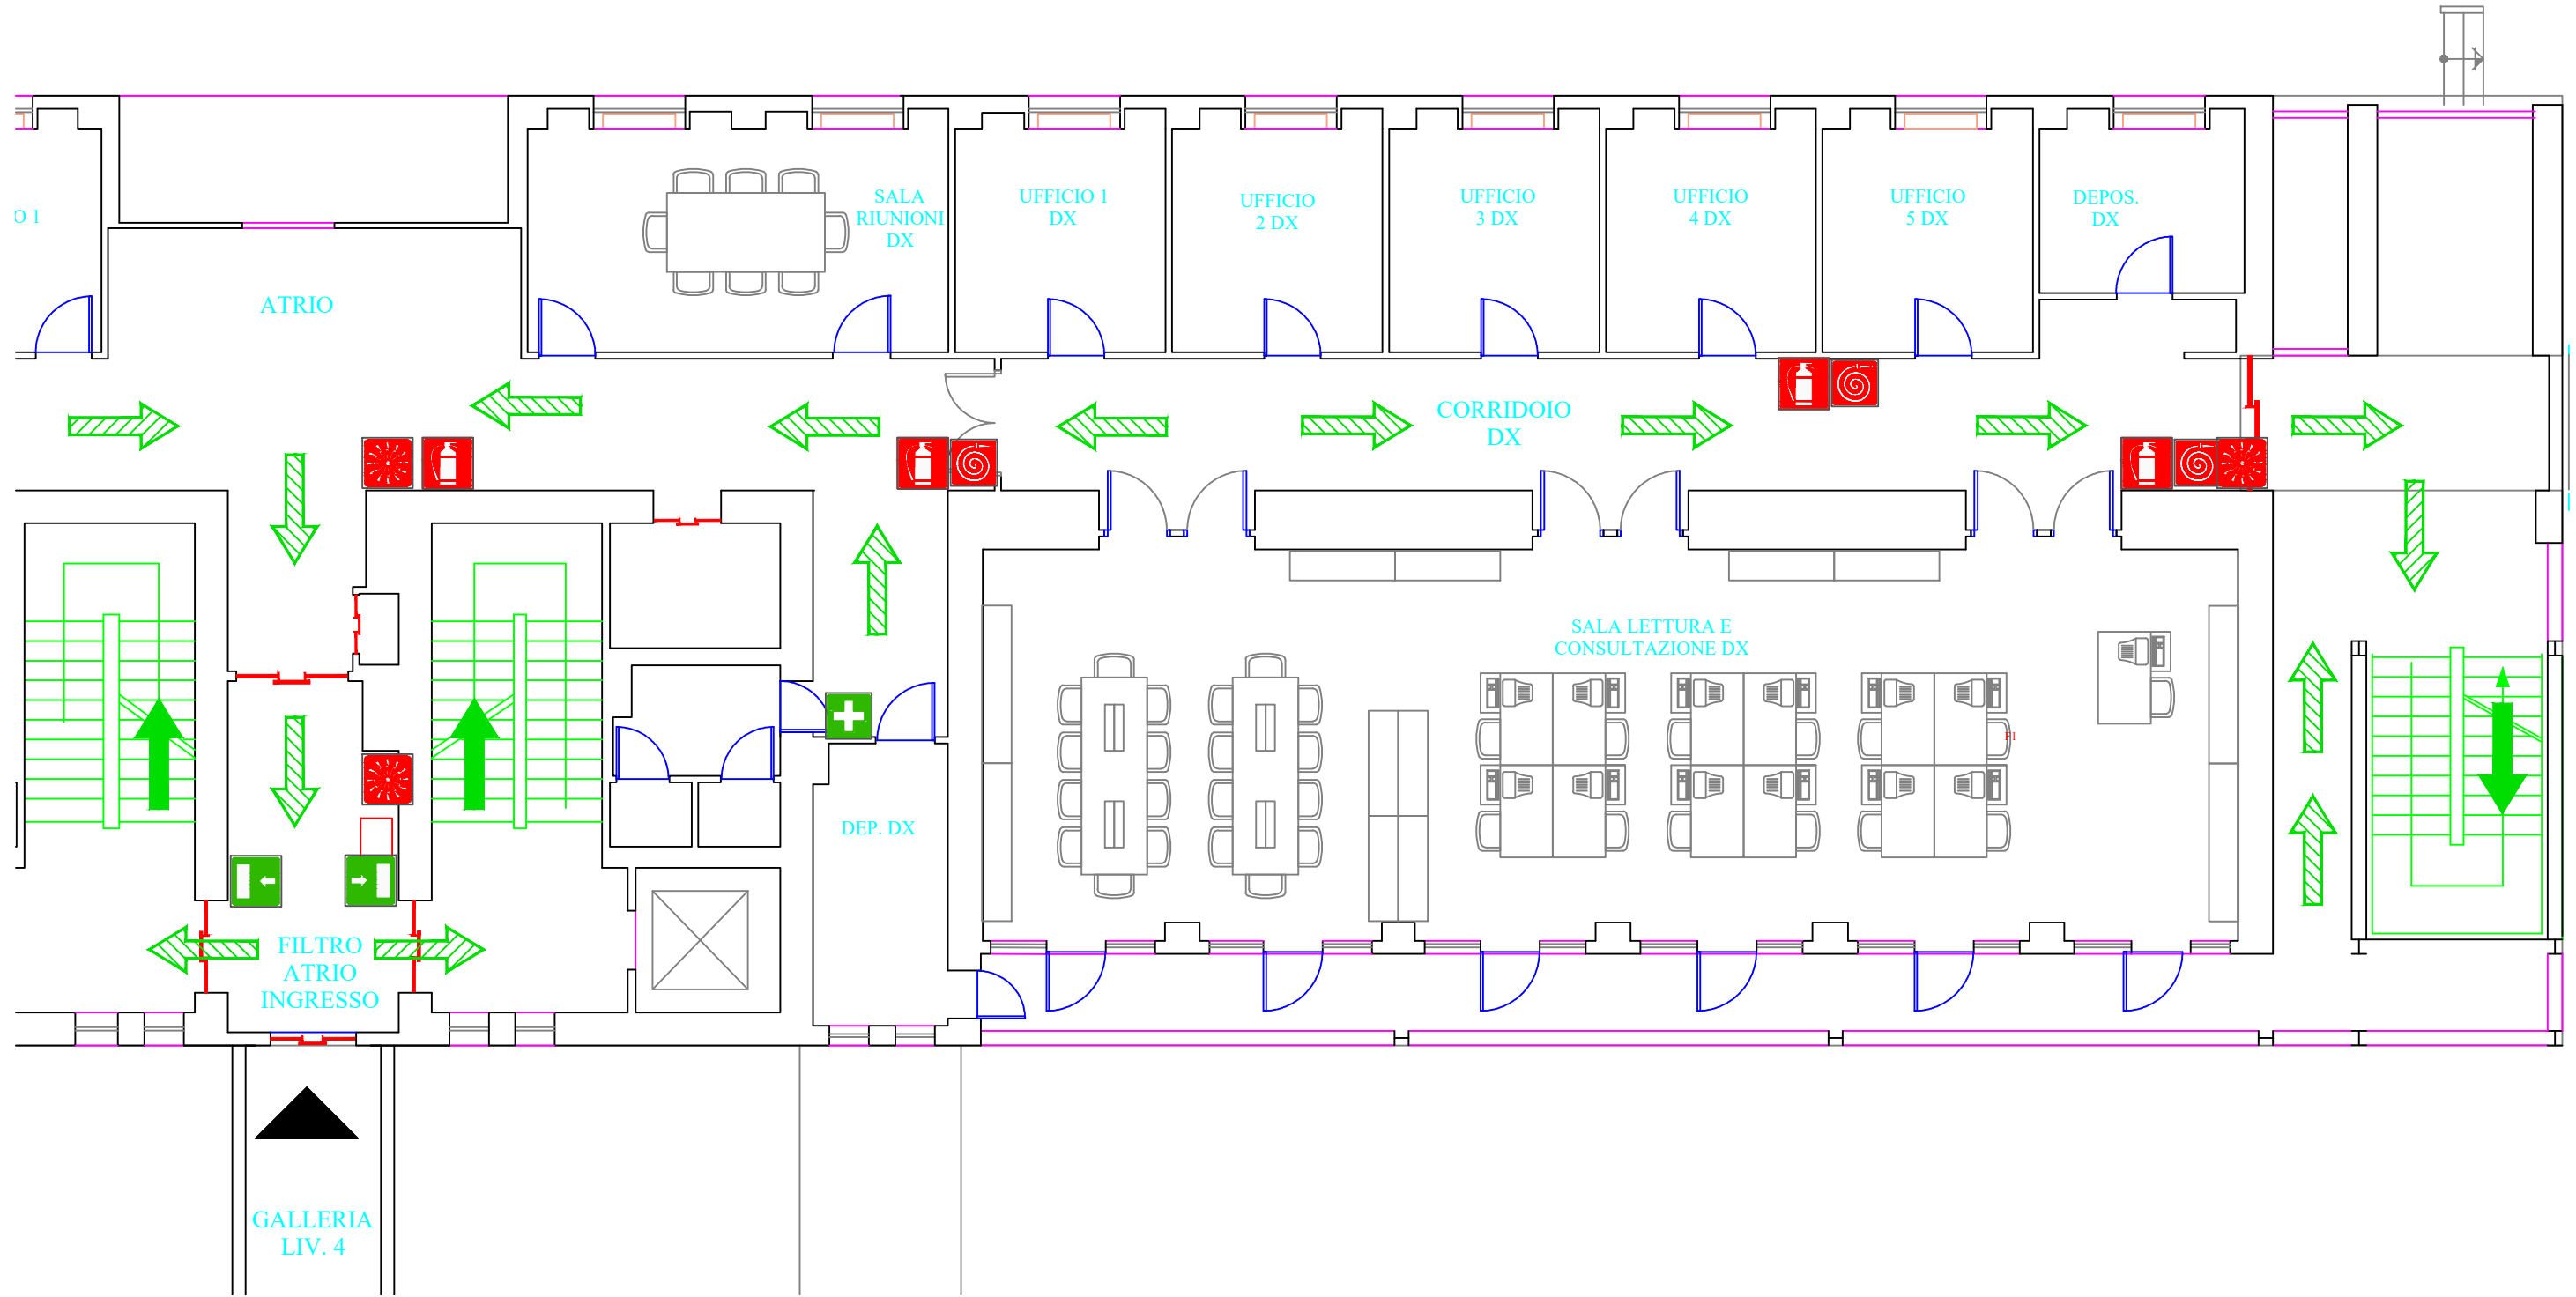 O 1
ATRIO
SALA
RIUNIONI
DX
UFFICIO 1
DX
UFFICIO
2 DX
UFFICIO
3 DX
UFFICIO
4 DX
UFFICIO
5 DX
DEPOS.
DX
CORRIDOIO
DX
SALA LETTURA E
CONSULTAZIONE DX
P1
DEP. DX
FILTRO
ATRIO
INGRESSO
GALLERIA
LIV. 4